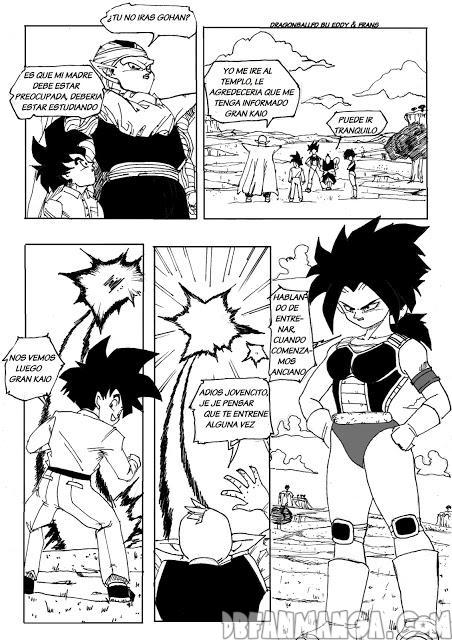 ¿TU NO IRAS GOHAN?
ES QUE MI MADRE
DEBE ESTAR
PREOCUPADA, DEBERIA
ESTAR ESTUDIANDO
DRAGONBALLFD BU EDDY & FRANS
YO ME IRE AL
TEMPLO, LE
AGREDECERIA QUE ME
TENGA INFORMADO
GRAN KAIO
PUEDE IR
TRANQUILO
NOS VEMOS
LUEGO
GRAN KAIO
ADIOS JOVENCITO,
JE JE PENSAR
QUE TE ENTRENE
ALGUNA VEZ
HABLAN-
DO DE
ENTRE-
NAR,
CUANDO
COMENZA-
MOS
ANCIANO
DBFANMANGA.COM